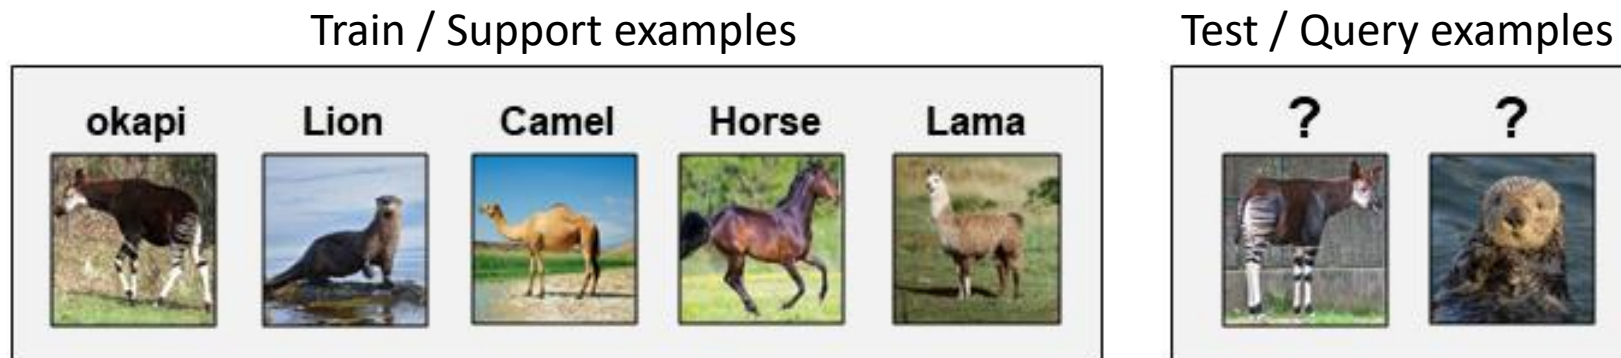 Train / Support examples
Test / Query examples
okapi Lion Camel Horse Lama
? ?